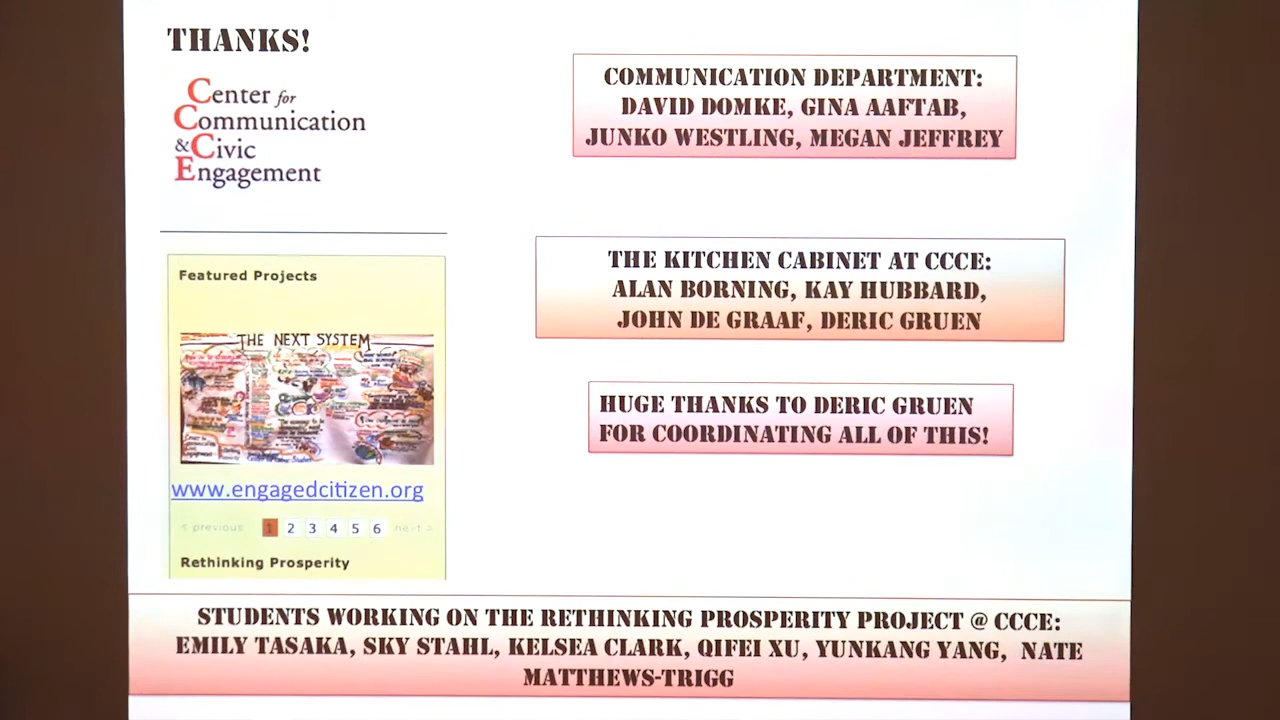 THANKS!
Center for
Communication
&Civic
Engagement
COMMUNICATION DEPARTMENT:
DAVID DOMKE, GINA AAFTAB,
JUNKO WESTLING, MEGAN JEFFREY
Featured Projects
THE NEXT SYSTEM
www.engagedcitizen.org
< previous 1 2 3 4 5 6 next >
Rethinking Prosperity
THE KITCHEN CABINET AT CCCE:
ALAN BORNING, KAY HUBBARD,
JOHN DE GRAAF, DERIC GRUEN
HUGE THANKS TO DERIC GRUEN
FOR COORDINATING ALL OF THIS!
STUDENTS WORKING ON THE RETHINKING PROSPERITY PROJECT @ CCCE:
EMILY TASAKA, SKY STAHL, KELSEA CLARK, QIFEI XU, YUNKANG YANG, NATE
MATTHEWS-TRIGG